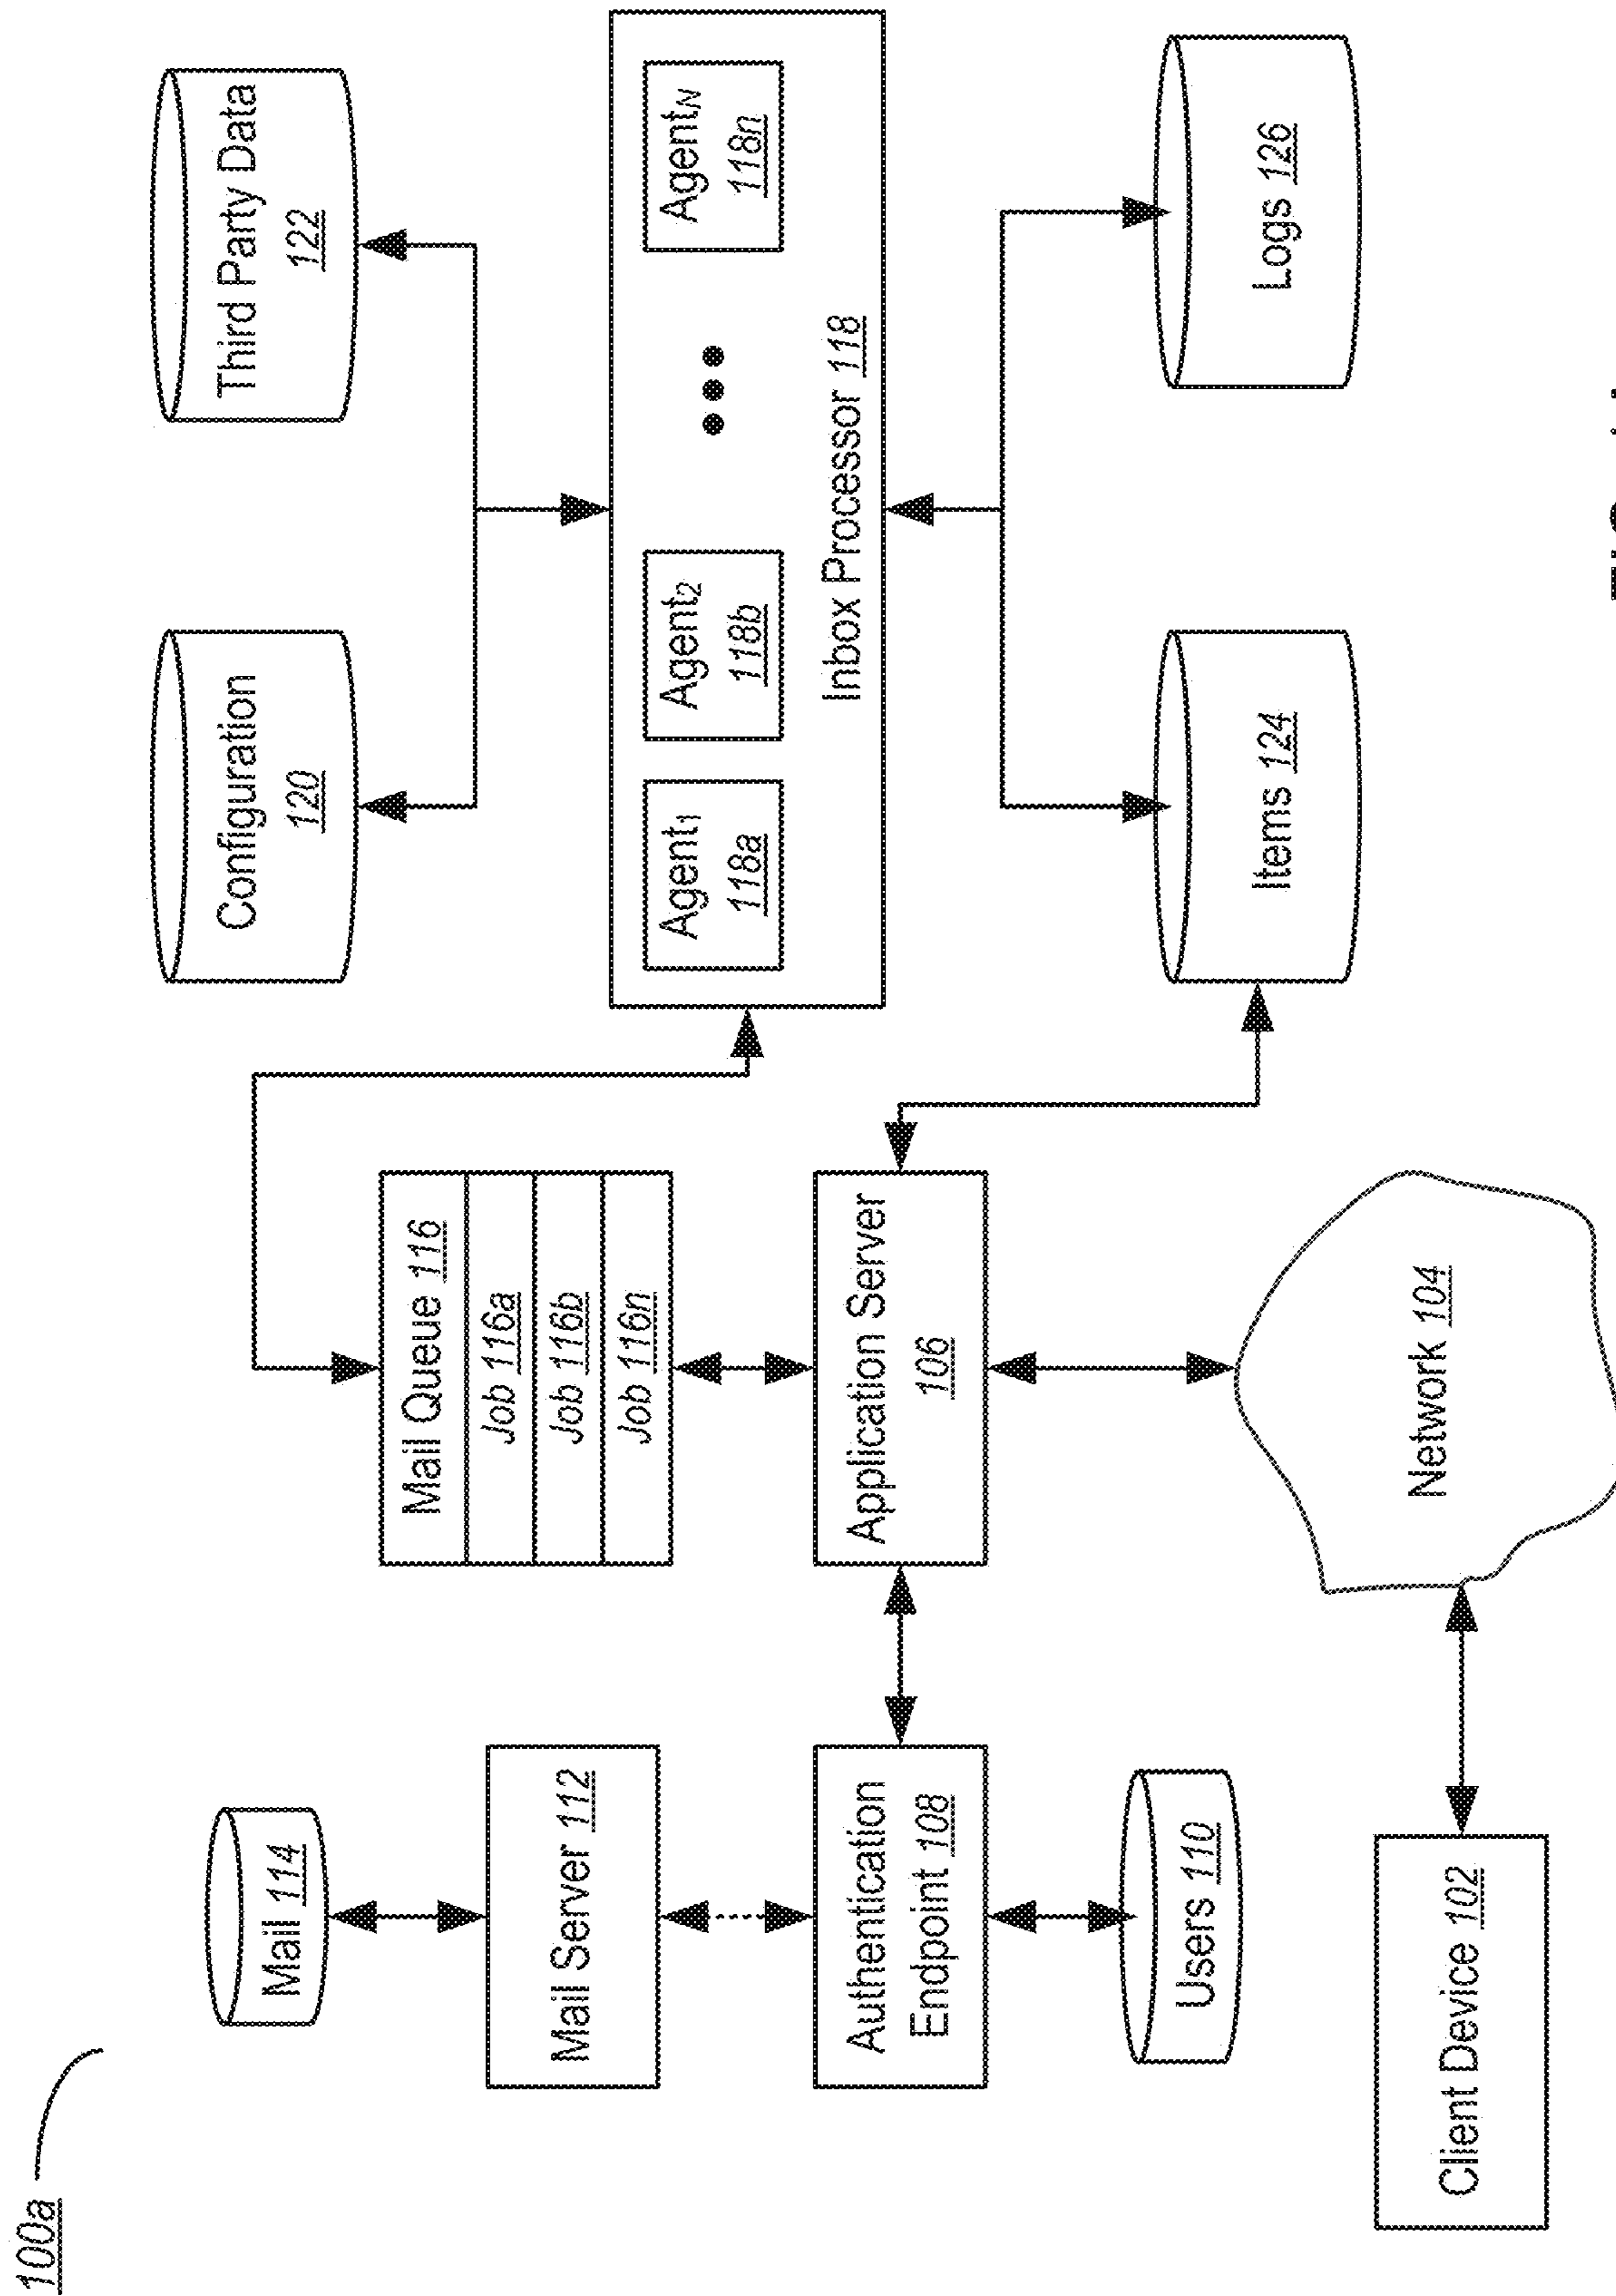 100a
Mail 114
Mail Server 112
Authentication
Endpoint 108
Users 110
Client Device 102
Mail Queue 116
Job 116a
Job 116b
Job 116n
Application Server
106
Network 104
Configuration
120
Third Party Data
122
Agent1
118a
Agent2
118b
AgentN
118n
Inbox Processor 118
Items 124
Logs 126